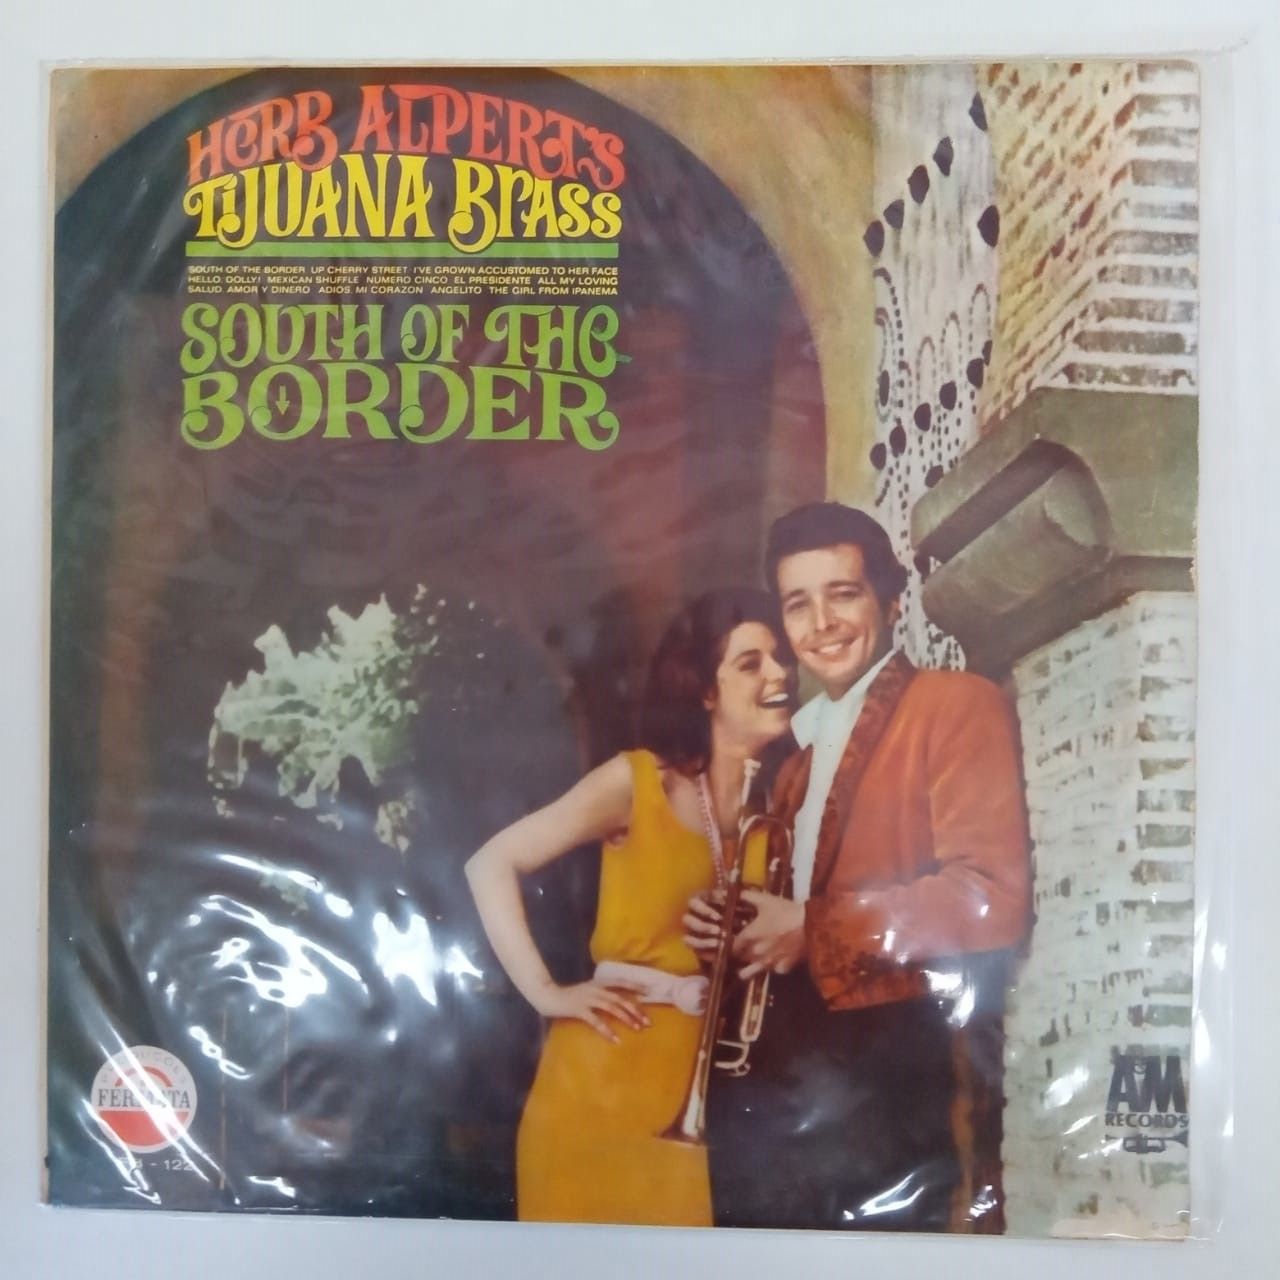 HERB ALPERT'S
TIJUANA BRASS
SOUTH OF THE BORDER UP CHERRY STREET I'VE GROWN ACCUSTOMED TO HER FACE
HELLO, DOLLY! MEXICAN SHUFFLE NUMERO CINCO EL PRESIDENTE ALL MY LOVING
SALUD, AMOR Y DINERO ADIOS, MI CORAZON ANGELITO THE GIRL FROM IPANEMA
SOUTH OF THE
BORDER
FERMATA
- 122
A&M
RECORDS